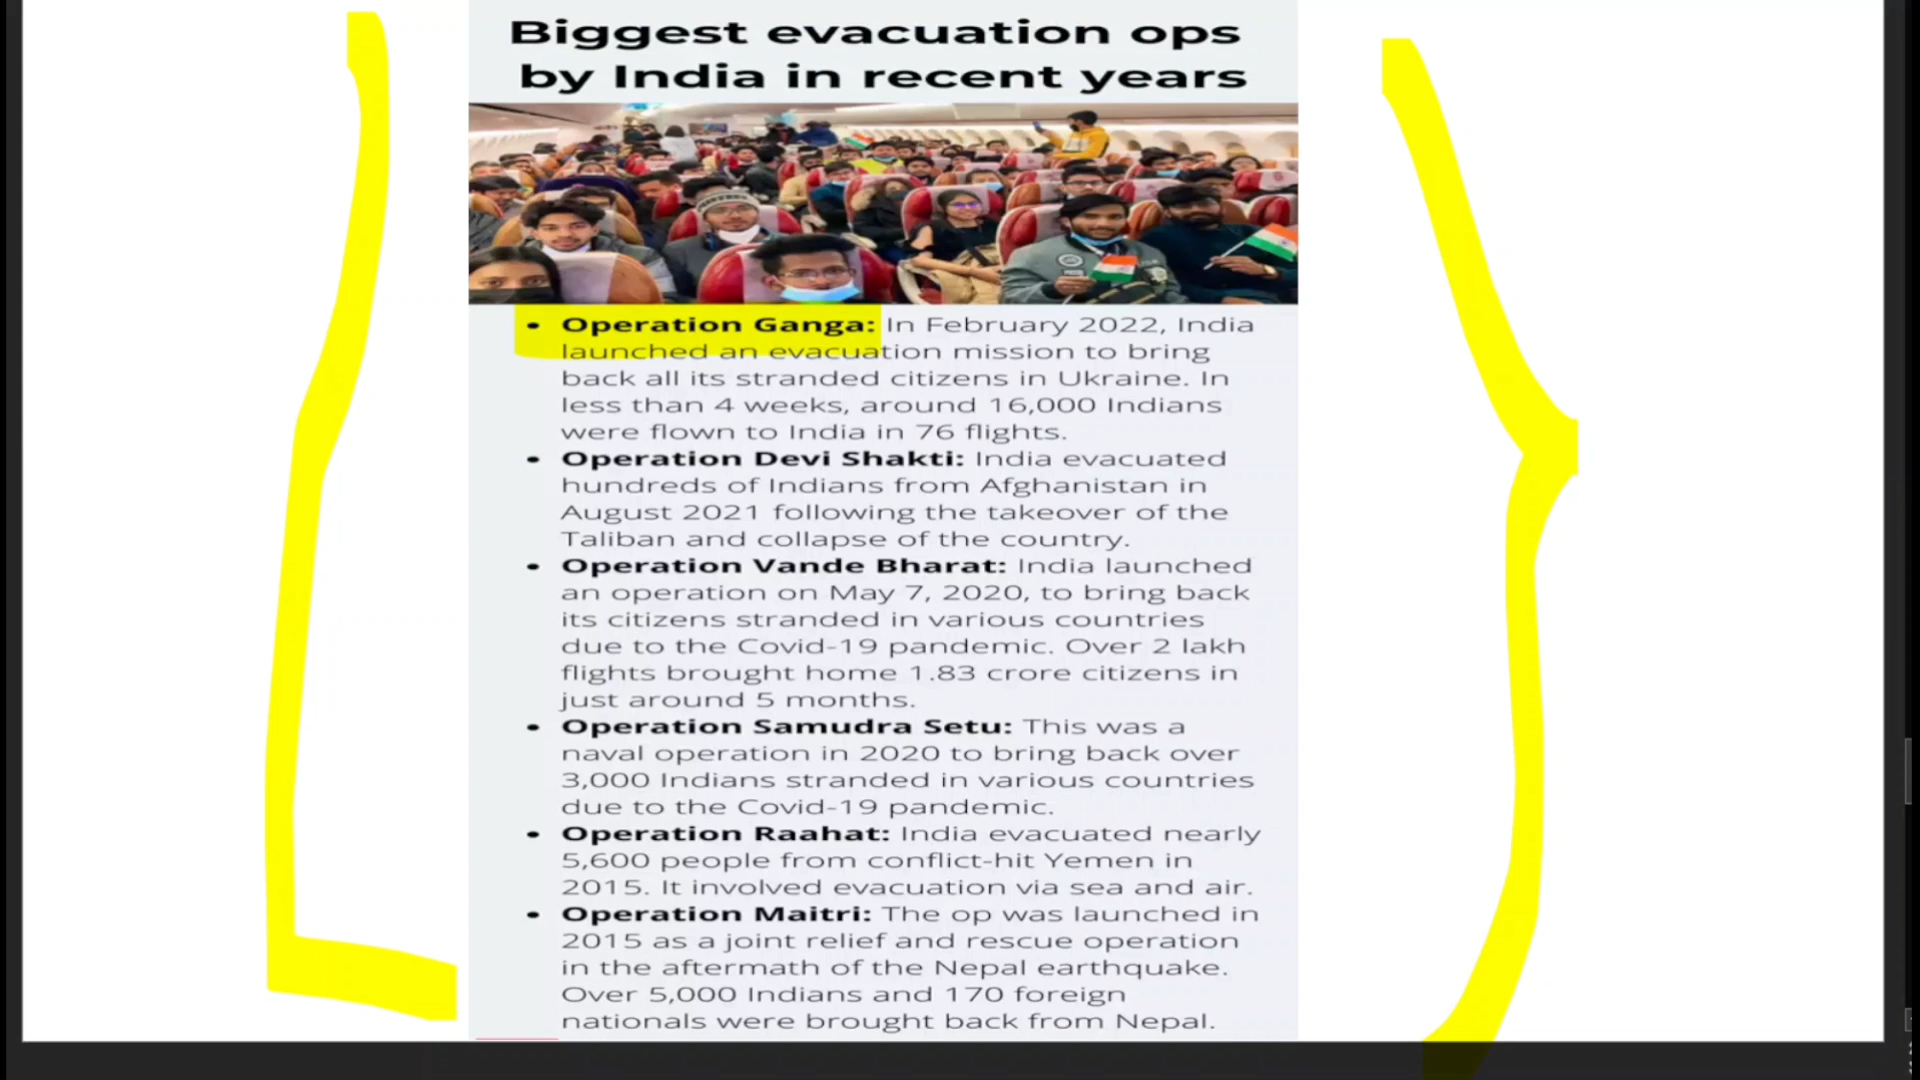 Biggest evacuation ops
by India in recent years
• Operation Ganga: In February 2022, India
launched an evacuation mission to bring
back all its stranded citizens in Ukraine. In
less than 4 weeks, around 16,000 Indians
were flown to India in 76 flights.
• Operation Devi Shakti: India evacuated
hundreds of Indians from Afghanistan in
August 2021 following the takeover of the
Taliban and collapse of the country.
• Operation Vande Bharat: India launched
an operation on May 7, 2020, to bring back
its citizens stranded in various countries
due to the Covid-19 pandemic. Over 2 lakh
flights brought home 1.83 crore citizens in
just around 5 months.
• Operation Samudra Setu: This was a
naval operation in 2020 to bring back over
3,000 Indians stranded in various countries
due to the Covid-19 pandemic.
• Operation Raahat: India evacuated nearly
5,600 people from conflict-hit Yemen in
2015. It involved evacuation via sea and air.
• Operation Maitri: The op was launched in
2015 as a joint relief and rescue operation
in the aftermath of the Nepal earthquake.
Over 5,000 Indians and 170 foreign
nationals were brought back from Nepal.